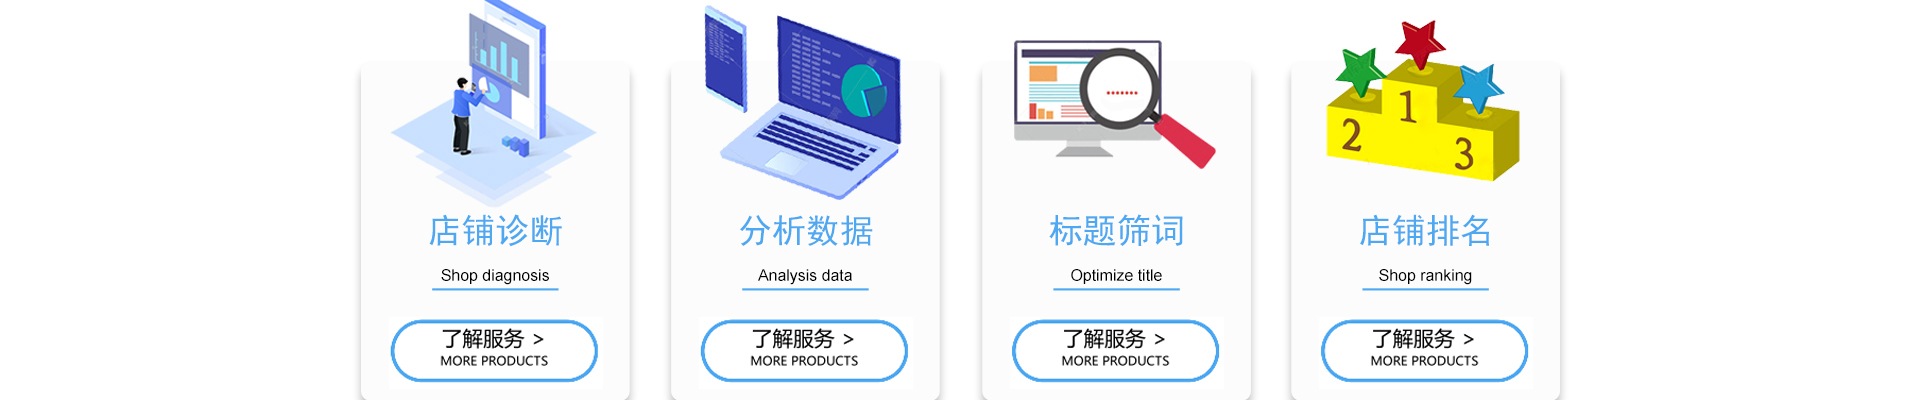 店铺诊断
Shop diagnosis
了解服务 >
MORE PRODUCTS
分析数据
Analysis data
了解服务 >
MORE PRODUCTS
标题筛词
Optimize title
了解服务 >
MORE PRODUCTS
1
2
3
店铺排名
Shop ranking
了解服务 >
MORE PRODUCTS